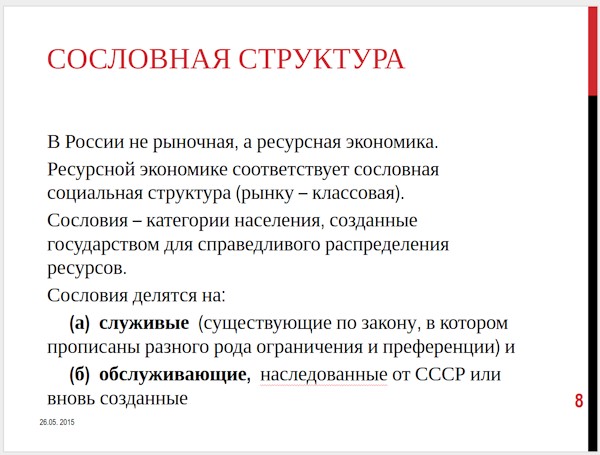 СОСЛОВНАЯ СТРУКТУРА
В России не рыночная, а ресурсная экономика.
Ресурсной экономике соответствует сословная
социальная структура (рынку – классовая).
Сословия – категории населения, созданные
государством для справедливого распределения
ресурсов.
Сословия делятся на:
(а) служивые (существующие по закону, в котором
прописаны разного рода ограничения и преференции) и
(б) обслуживающие, наследованные от СССР или
вновь созданные
8
26.05. 2015